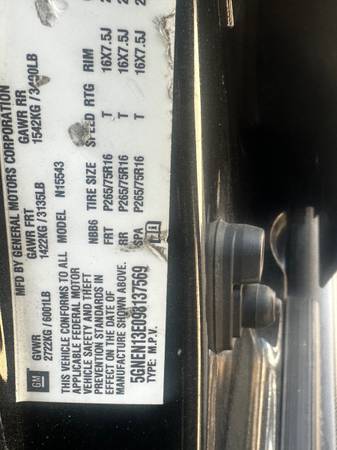 MFD BY GENERAL MOTORS CORPORATION
GM GVWR GAWR FRT GAWR RR
2722KG / 6001LB 1422KG / 3135LB 1542KG / 3400LB
THIS VEHICLE CONFORMS TO ALL
APPLICABLE FEDERAL MOTOR
VEHICLE SAFETY AND THEFT
PREVENTION STANDARDS IN
EFFECT ON THE DATE OF
MANUFACTURE SHOWN ABOVE.
5GNEN13E098137569
TYPE: M.P.V.
MODEL N15543
NBB6 TIRE SIZE SPEED RTG RIM
FRT P265/75R16 T 16X7.5J
RR P265/75R16 T 16X7.5J
SPA P265/75R16 T 16X7.5J